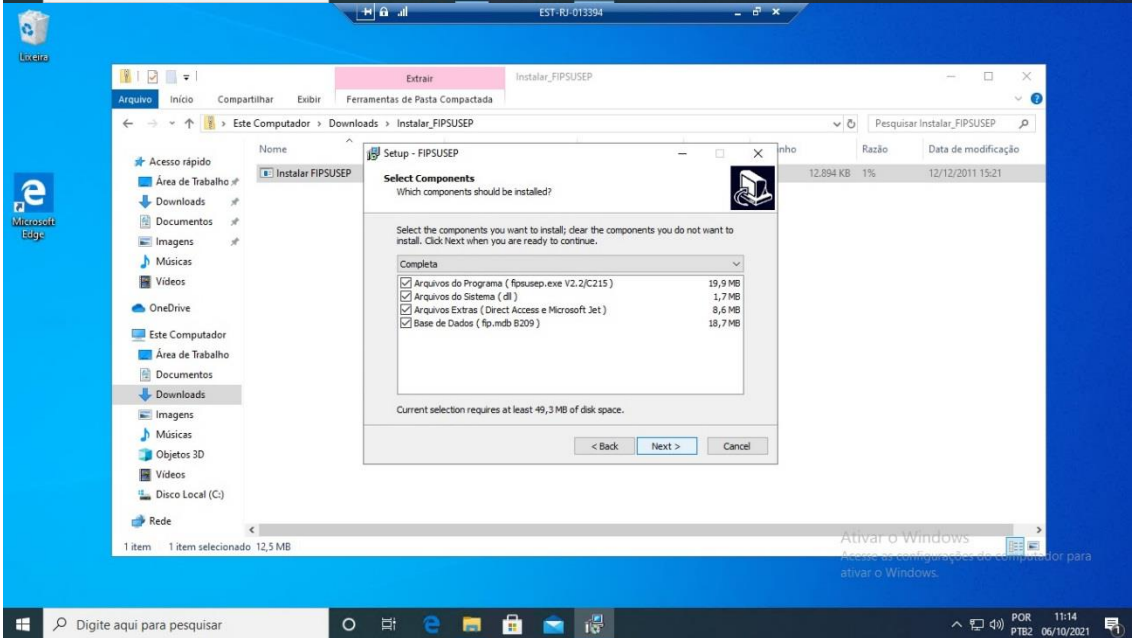 EST-RJ-013394
Lixeira
Extrair
Instalar_FIPSUSEP
Arquivo Início Compartilhar Exibir Ferramentas de Pasta Compactada
Este Computador > Downloads > Instalar_FIPSUSEP
Pesquisar Instalar_FIPSUSEP
Nome
nho Razão Data de modificação
Instalar FIPSUSEP 12.894 KB 1% 12/12/2011 15:21
Acesso rápido
Área de Trabalho
Downloads
Documentos
Imagens
Músicas
Vídeos
OneDrive
Este Computador
Área de Trabalho
Documentos
Downloads
Imagens
Músicas
Objetos 3D
Vídeos
Disco Local (C:)
Rede
1 item 1 item selecionado 12,5 MB
Microsoft
Edge
Setup - FIPSUSEP
Select Components
Which components should be installed?
Select the components you want to install; clear the components you do not want to
install. Click Next when you are ready to continue.
Completa
Arquivos do Programa ( fipsusep.exe V2.2/C215 ) 19,9 MB
Arquivos do Sistema ( dll ) 1,7 MB
Arquivos Extras ( Direct Access e Microsoft Jet ) 8,6 MB
Base de Dados ( fip.mdb B209 ) 18,7 MB
Current selection requires at least 49,3 MB of disk space.
< Back Next > Cancel
Ativar o Windows
Acesse as configurações do computador para
ativar o Windows.
Digite aqui para pesquisar
POR 11:14
PTB2 06/10/2021